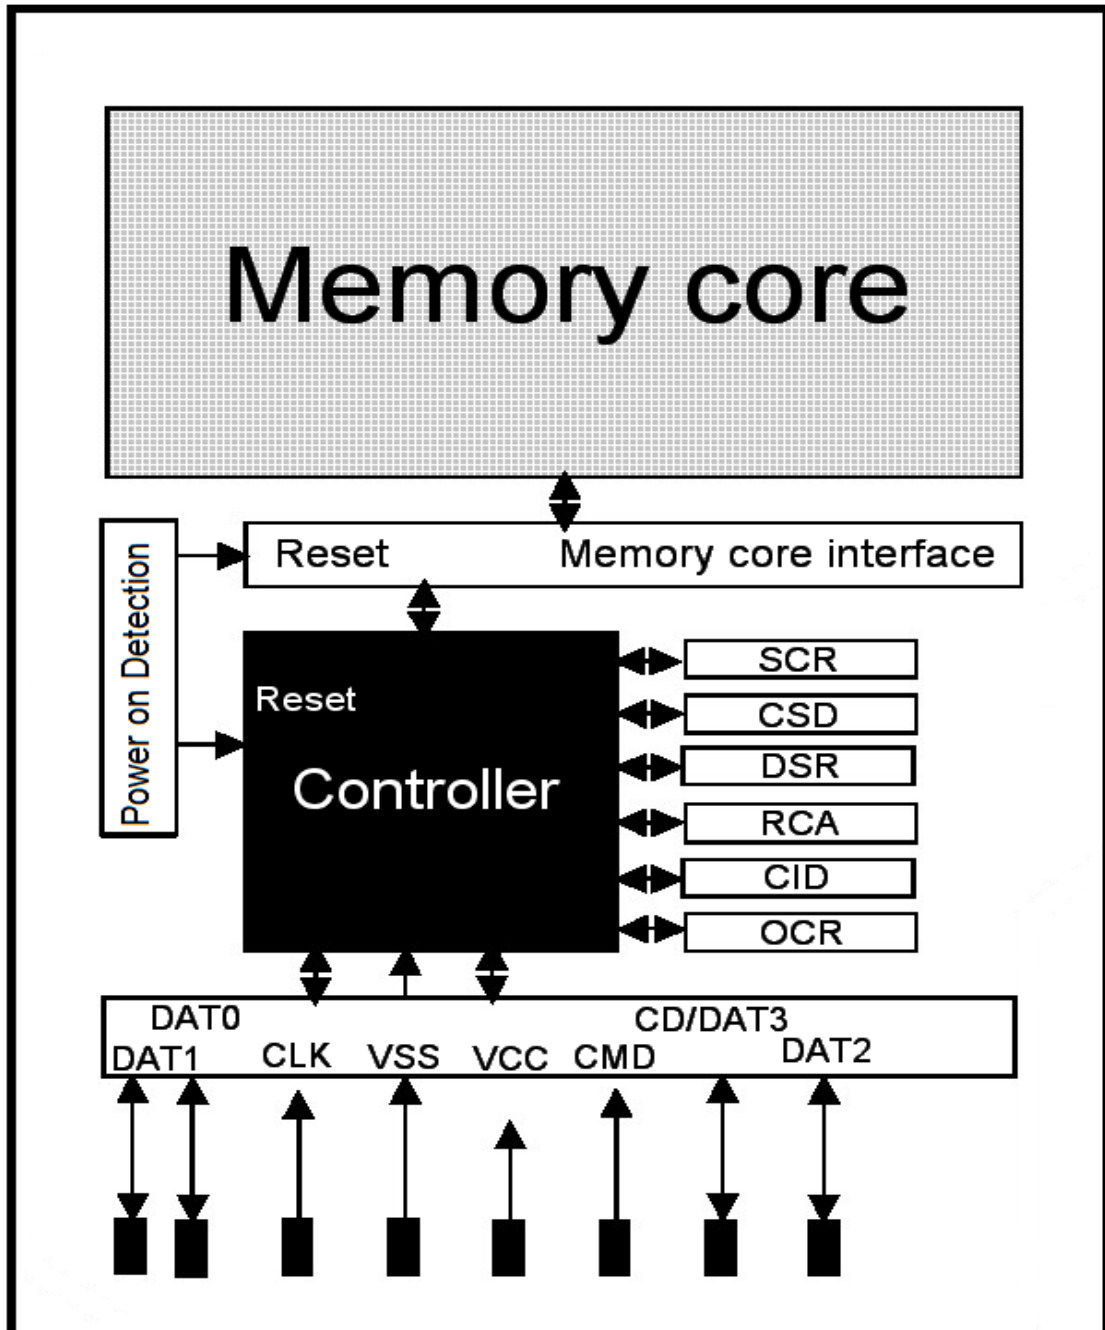 Memory core
Power on Detection
Reset Memory core interface
Reset
Controller
SCR
CSD
DSR
RCA
CID
OCR
DAT0 CD/DAT3
DAT1 CLK VSS VCC CMD DAT2